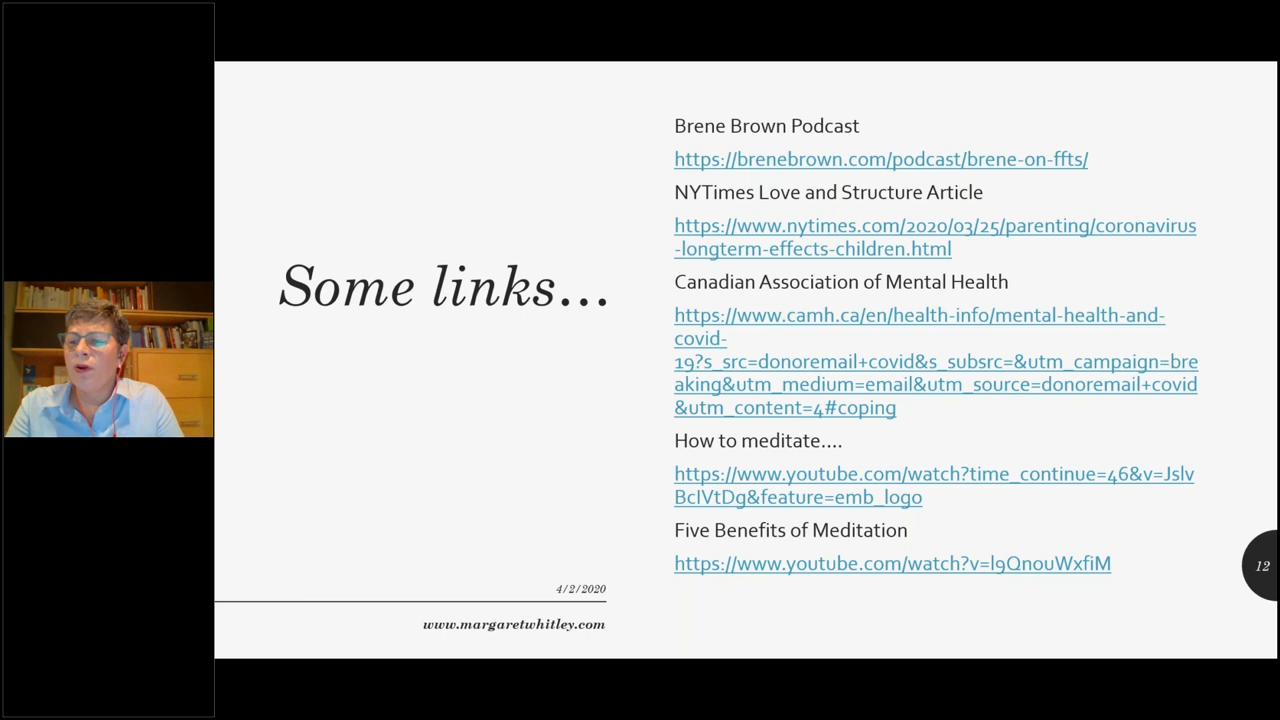 Some links...
4/2/2020
www.margaretwhitley.com
Brene Brown Podcast
https://brenebrown.com/podcast/brene-on-ffts/
NYTimes Love and Structure Article
https://www.nytimes.com/2020/03/25/parenting/coronavirus
-longterm-effects-children.html
Canadian Association of Mental Health
https://www.camh.ca/en/health-info/mental-health-and-
covid-
19?s_src=donoremail+covid&s_subsrc=&utm_campaign=bre
aking&utm_medium=email&utm_source=donoremail+covid
&utm_content=4#coping
How to meditate....
https://www.youtube.com/watch?time_continue=46&v=Jslv
BcIVtDg&feature=emb_logo
Five Benefits of Meditation
https://www.youtube.com/watch?v=l9QnouWxfiM
12